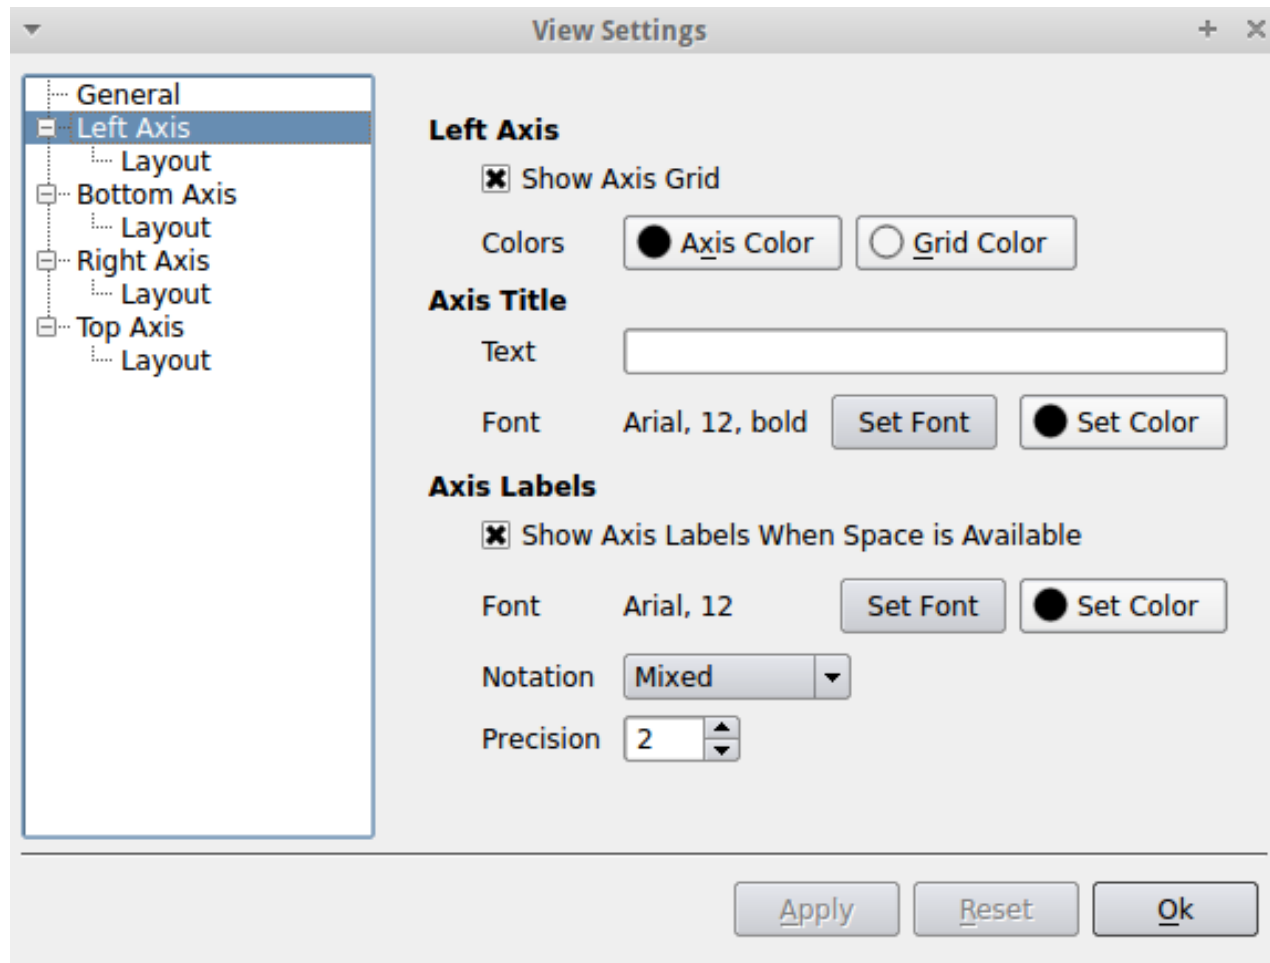 View Settings
General
Left Axis
Layout
Bottom Axis
Layout
Right Axis
Layout
Top Axis
Layout
Left Axis
Show Axis Grid
Colors Axis Color Grid Color
Axis Title
Text
Font Arial, 12, bold Set Font Set Color
Axis Labels
Show Axis Labels When Space is Available
Font Arial, 12 Set Font Set Color
Notation Mixed
Precision 2
Apply Reset Ok